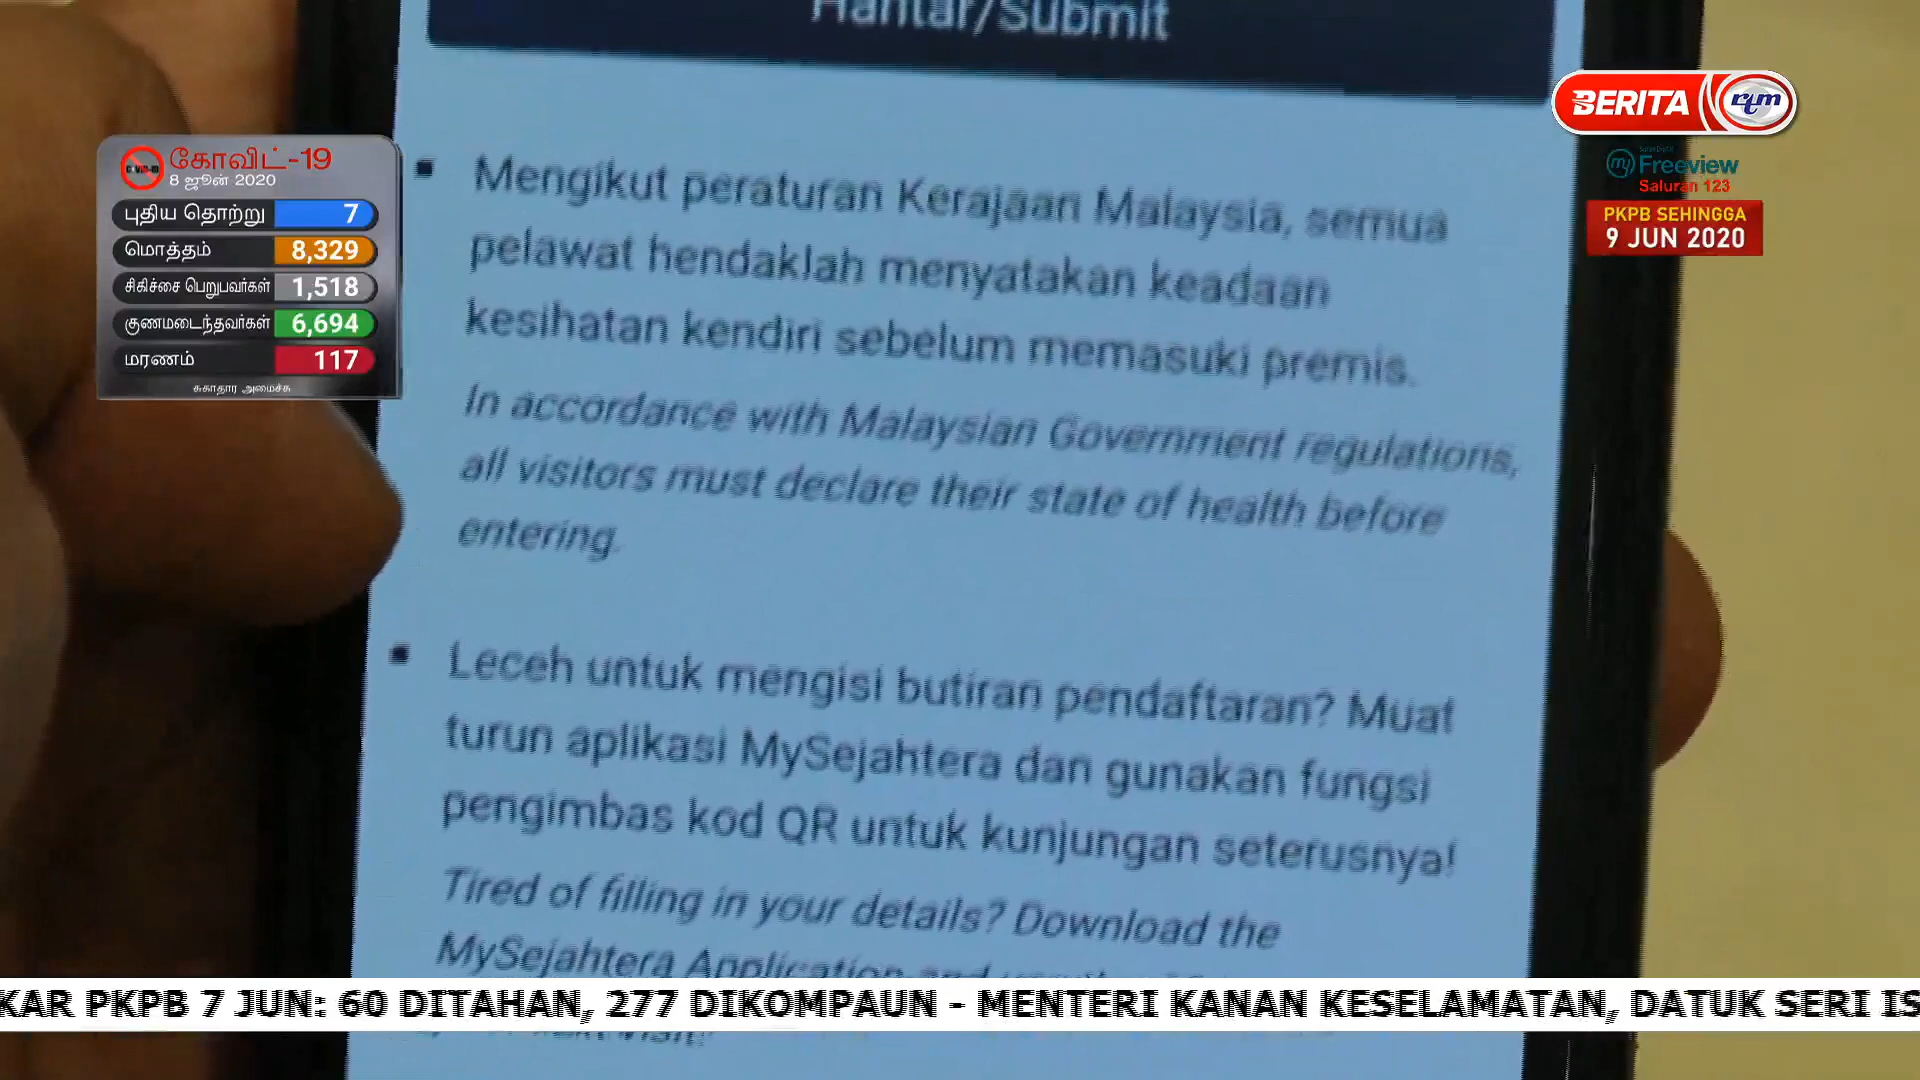 Hantar/Submit
BERITA rtm
my Freeview
Saluran 123
PKPB SEHINGGA
9 JUN 2020
கோவிட்-19
8 ஜூன் 2020
புதிய தொற்று 7
மொத்தம் 8,329
சிகிச்சை பெறுபவர்கள் 1,518
குணமடைந்தவர்கள் 6,694
மரணம் 117
சுகாதார அமைச்சு
Mengikut peraturan Kerajaan Malaysia, semua
pelawat hendaklah menyatakan keadaan
kesihatan kendiri sebelum memasuki premis.
In accordance with Malaysian Government regulations,
all visitors must declare their state of health before
entering.
Leceh untuk mengisi butiran pendaftaran? Muat
turun aplikasi MySejahtera dan gunakan fungsi
pengimbas kod QR untuk kunjungan seterusnya!
Tired of filling in your details? Download the
MySejahtera Application and
KAR PKPB 7 JUN: 60 DITAHAN, 277 DIKOMPAUN - MENTERI KANAN KESELAMATAN, DATUK SERI IS
visit!